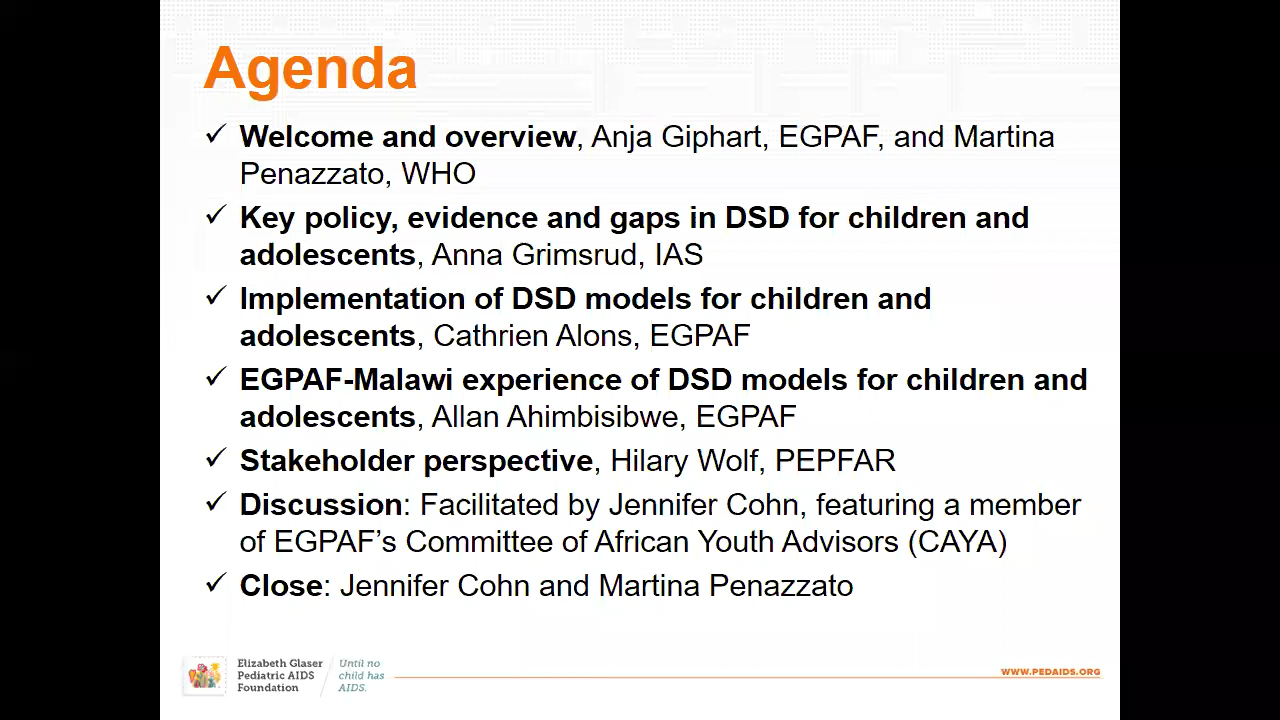 Agenda
✓ Welcome and overview, Anja Giphart, EGPAF, and Martina
Penazzato, WHO
✓ Key policy, evidence and gaps in DSD for children and
adolescents, Anna Grimsrud, IAS
✓ Implementation of DSD models for children and
adolescents, Cathrien Alons, EGPAF
✓ EGPAF-Malawi experience of DSD models for children and
adolescents, Allan Ahimbisibwe, EGPAF
✓ Stakeholder perspective, Hilary Wolf, PEPFAR
✓ Discussion: Facilitated by Jennifer Cohn, featuring a member
of EGPAF’s Committee of African Youth Advisors (CAYA)
✓ Close: Jennifer Cohn and Martina Penazzato
Elizabeth Glaser
Pediatric AIDS
Foundation
Until no
child has
AIDS.
WWW.PEDAIDS.ORG